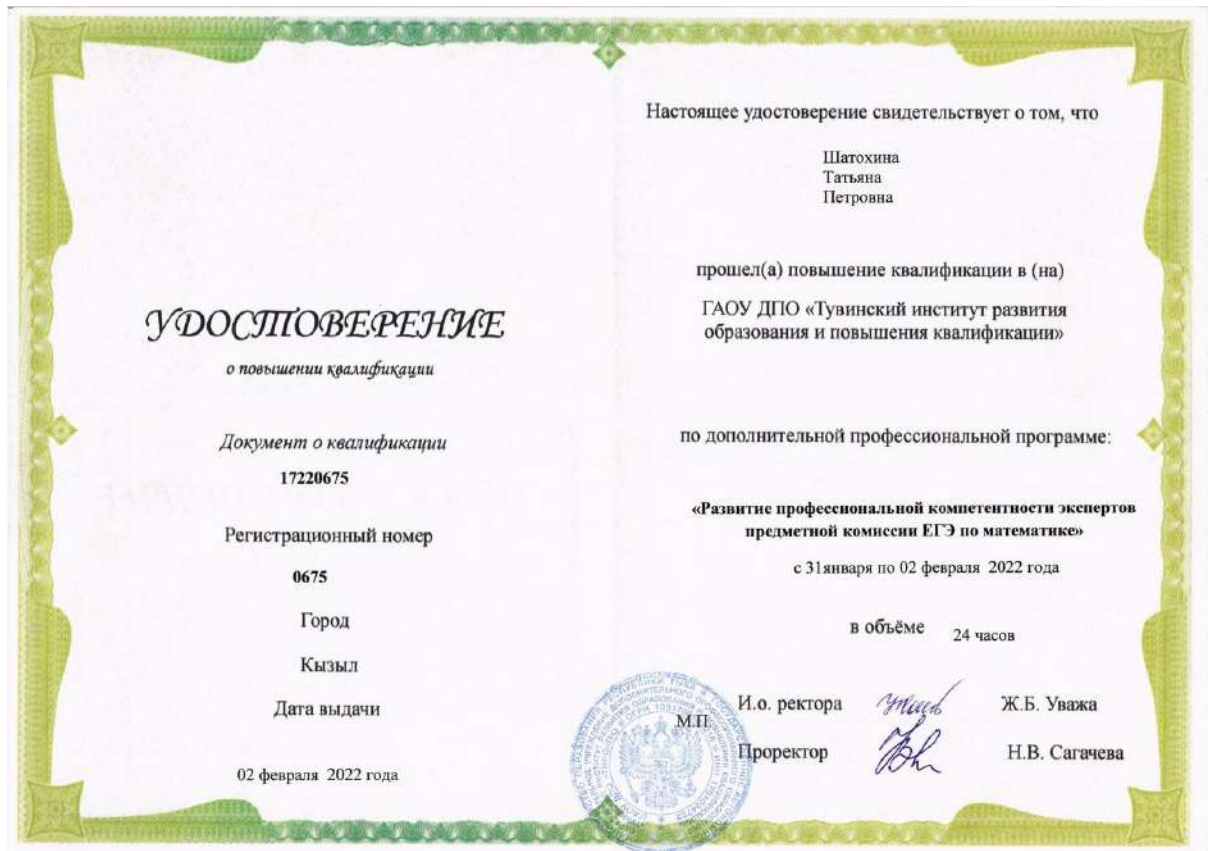 УДОСТОВЕРЕНИЕ
о повышении квалификации
Документ о квалификации
17220675
Регистрационный номер
0675
Город
Кызыл
Дата выдачи
02 февраля 2022 года
Настоящее удостоверение свидетельствует о том, что
Шатохина
Татьяна
Петровна
прошел(а) повышение квалификации в (на)
ГАОУ ДПО «Тувинский институт развития
образования и повышения квалификации»
по дополнительной профессиональной программе:
«Развитие профессиональной компетентности экспертов
предметной комиссии ЕГЭ по математике»
с 31января по 02 февраля 2022 года
в объёме 24 часов
М.П.
И.о. ректора Ж.Б. Уважа
Проректор Н.В. Сагачева